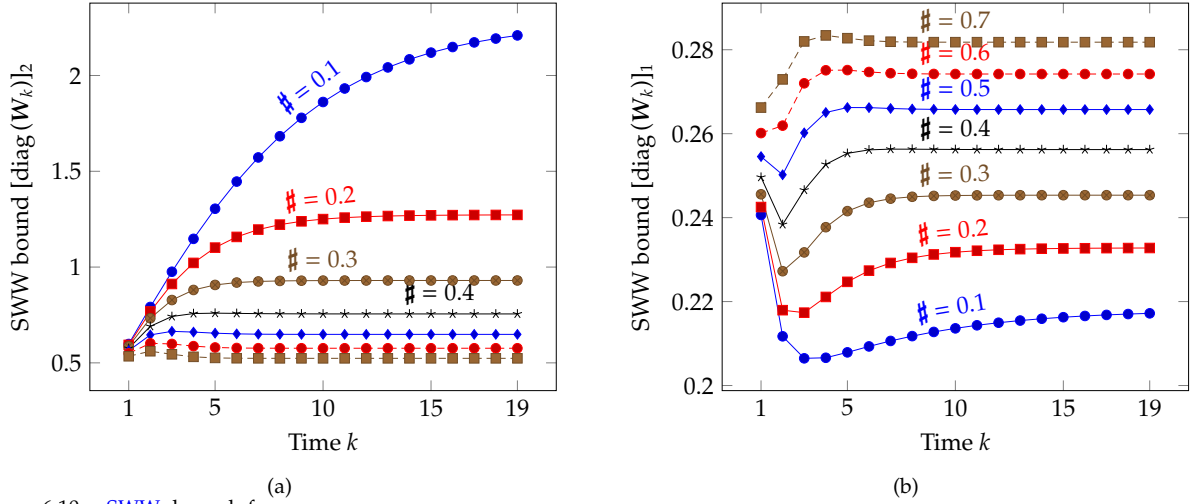 SWW bound [diag (W_k)]_2
2
1.5
1
0.5
1
5
10
15
19
Time k
♯ = 0.1
♯ = 0.2
♯ = 0.3
♯ = 0.4
(a)
SWW bound [diag (W_k)]_1
0.28
0.26
0.24
0.22
0.2
1
5
10
15
19
Time k
♯ = 0.7
♯ = 0.6
♯ = 0.5
♯ = 0.4
♯ = 0.3
♯ = 0.2
♯ = 0.1
(b)